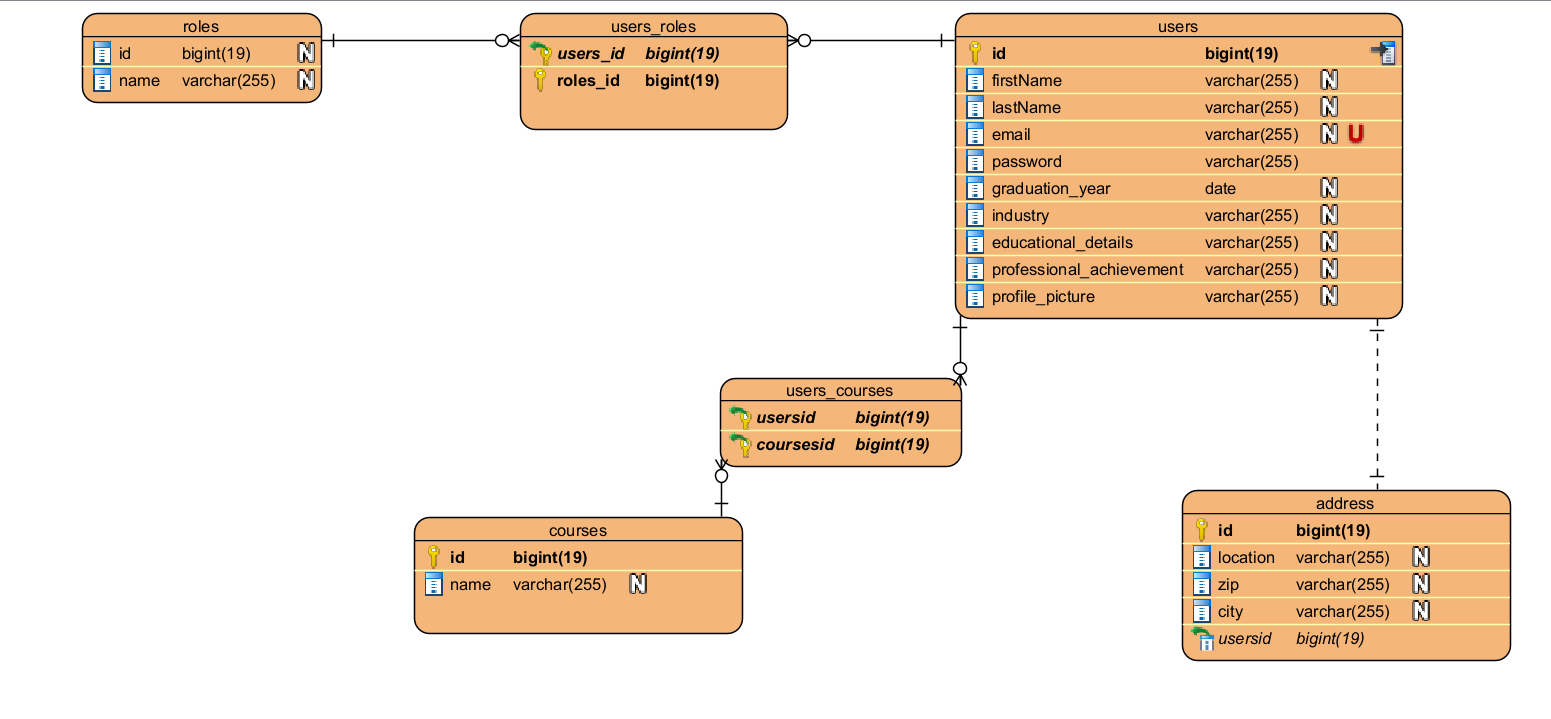 roles
id bigint(19) N
name varchar(255) N
users_roles
users_id bigint(19)
roles_id bigint(19)
users
id bigint(19)
firstName varchar(255) N
lastName varchar(255) N
email varchar(255) N U
password varchar(255)
graduation_year date N
industry varchar(255) N
educational_details varchar(255) N
professional_achievement varchar(255) N
profile_picture varchar(255) N
users_courses
usersid bigint(19)
coursesid bigint(19)
courses
id bigint(19)
name varchar(255) N
address
id bigint(19)
location varchar(255) N
zip varchar(255) N
city varchar(255) N
usersid bigint(19)